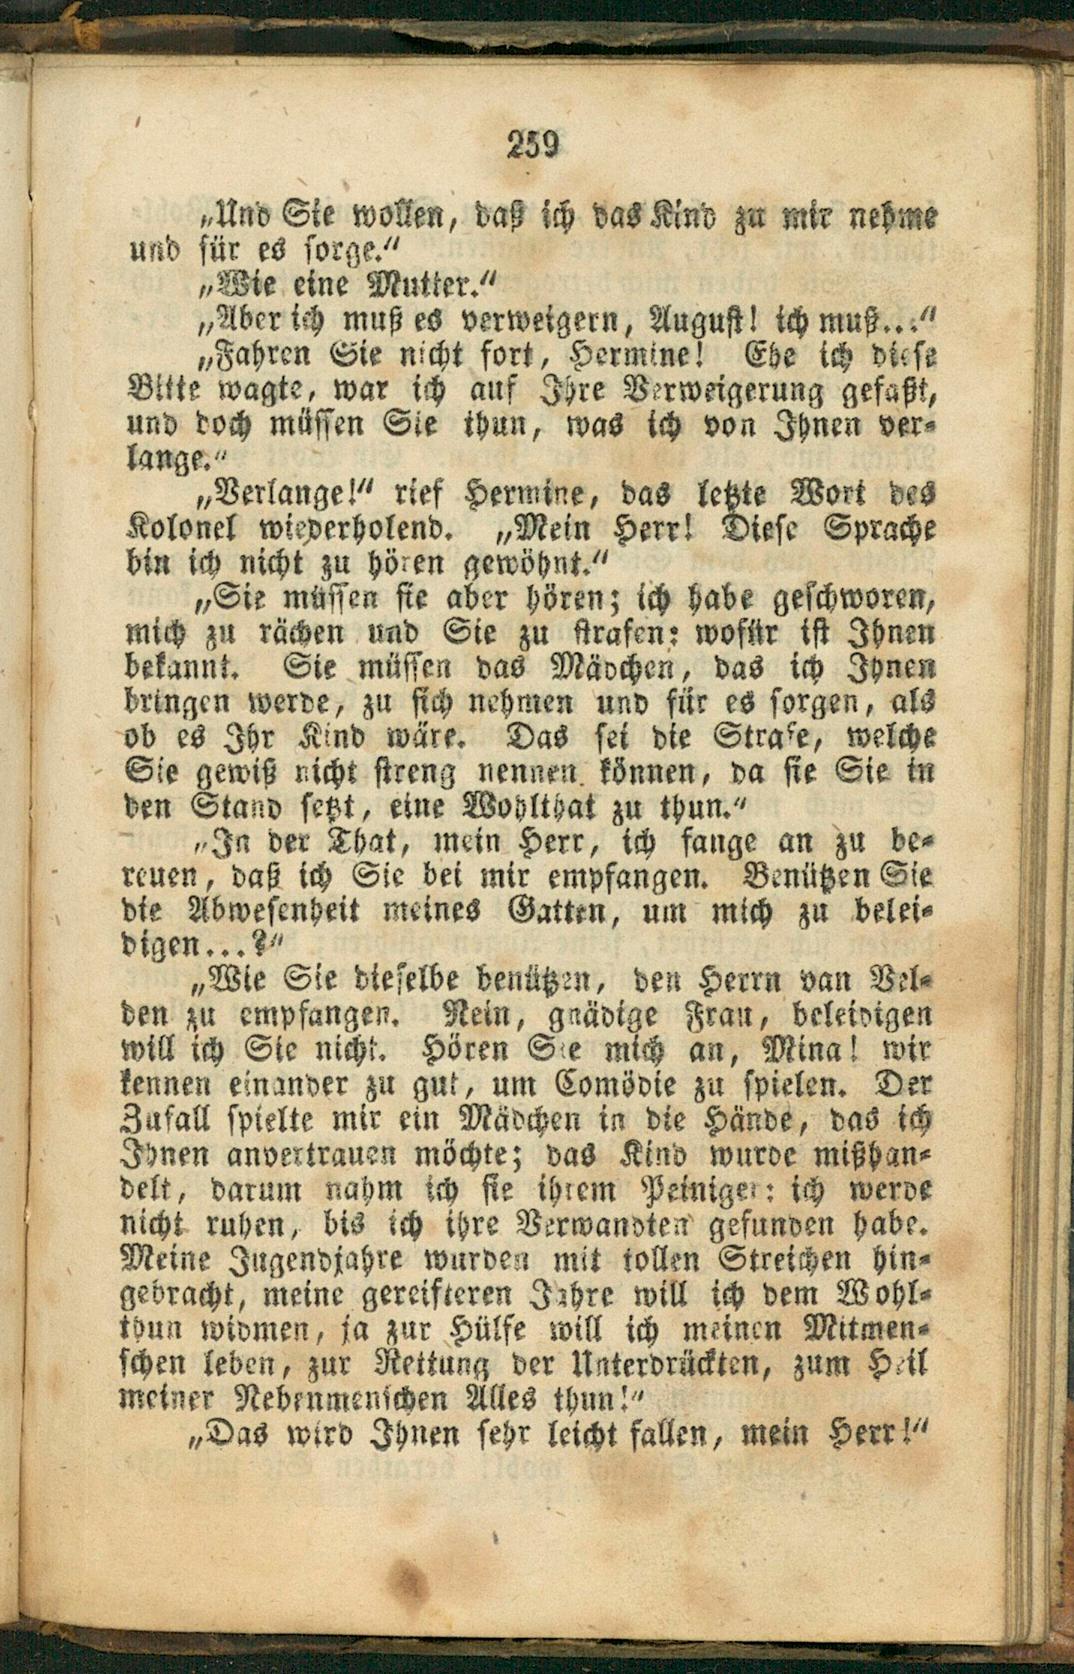 259
„Und Sie wollen, daß ich das Kind zu mir nehme
und für es sorge.“
„Wie eine Mutter.“
„Aber ich muß es verweigern, August! ich muß...“
„Fahren Sie nicht fort, Hermine! Ehe ich diese
Bitte wagte, war ich auf Ihre Verweigerung gefaßt,
und doch müssen Sie thun, was ich von Ihnen ver-
lange.“
„Verlange!“ rief Hermine, das letzte Wort des
Kolonel wiederholend. „Mein Herr! Diese Sprache
bin ich nicht zu hören gewöhnt.“
„Sie müssen sie aber hören; ich habe geschworen,
mich zu rächen und Sie zu strafen: wofür ist Ihnen
bekannt. Sie müssen das Mädchen, das ich Ihnen
bringen werde, zu sich nehmen und für es sorgen, als
ob es Ihr Kind wäre. Das sei die Strafe, welche
Sie gewiß nicht streng nennen können, da sie Sie in
den Stand setzt, eine Wohlthat zu thun.“
„In der That, mein Herr, ich fange an zu be-
reuen, daß ich Sie bei mir empfangen. Benützen Sie
die Abwesenheit meines Gatten, um mich zu belei-
digen...?“
„Wie Sie dieselbe benützen, den Herrn van Vel-
den zu empfangen. Nein, gnädige Frau, beleidigen
will ich Sie nicht. Hören Sie mich an, Mina! wir
kennen einander zu gut, um Comödie zu spielen. Der
Zufall spielte mir ein Mädchen in die Hände, das ich
Ihnen anvertrauen möchte; das Kind wurde mißhan-
delt, darum nahm ich sie ihrem Peiniger: ich werde
nicht ruhen, bis ich ihre Verwandten gefunden habe.
Meine Jugendjahre wurden mit tollen Streichen hin-
gebracht, meine gereifteren Jahre will ich dem Wohl-
thun widmen, ja zur Hülfe will ich meinen Mitmen-
schen leben, zur Rettung der Unterdrückten, zum Heil
meiner Nebenmenschen Alles thun!“
„Das wird Ihnen sehr leicht fallen, mein Herr!“